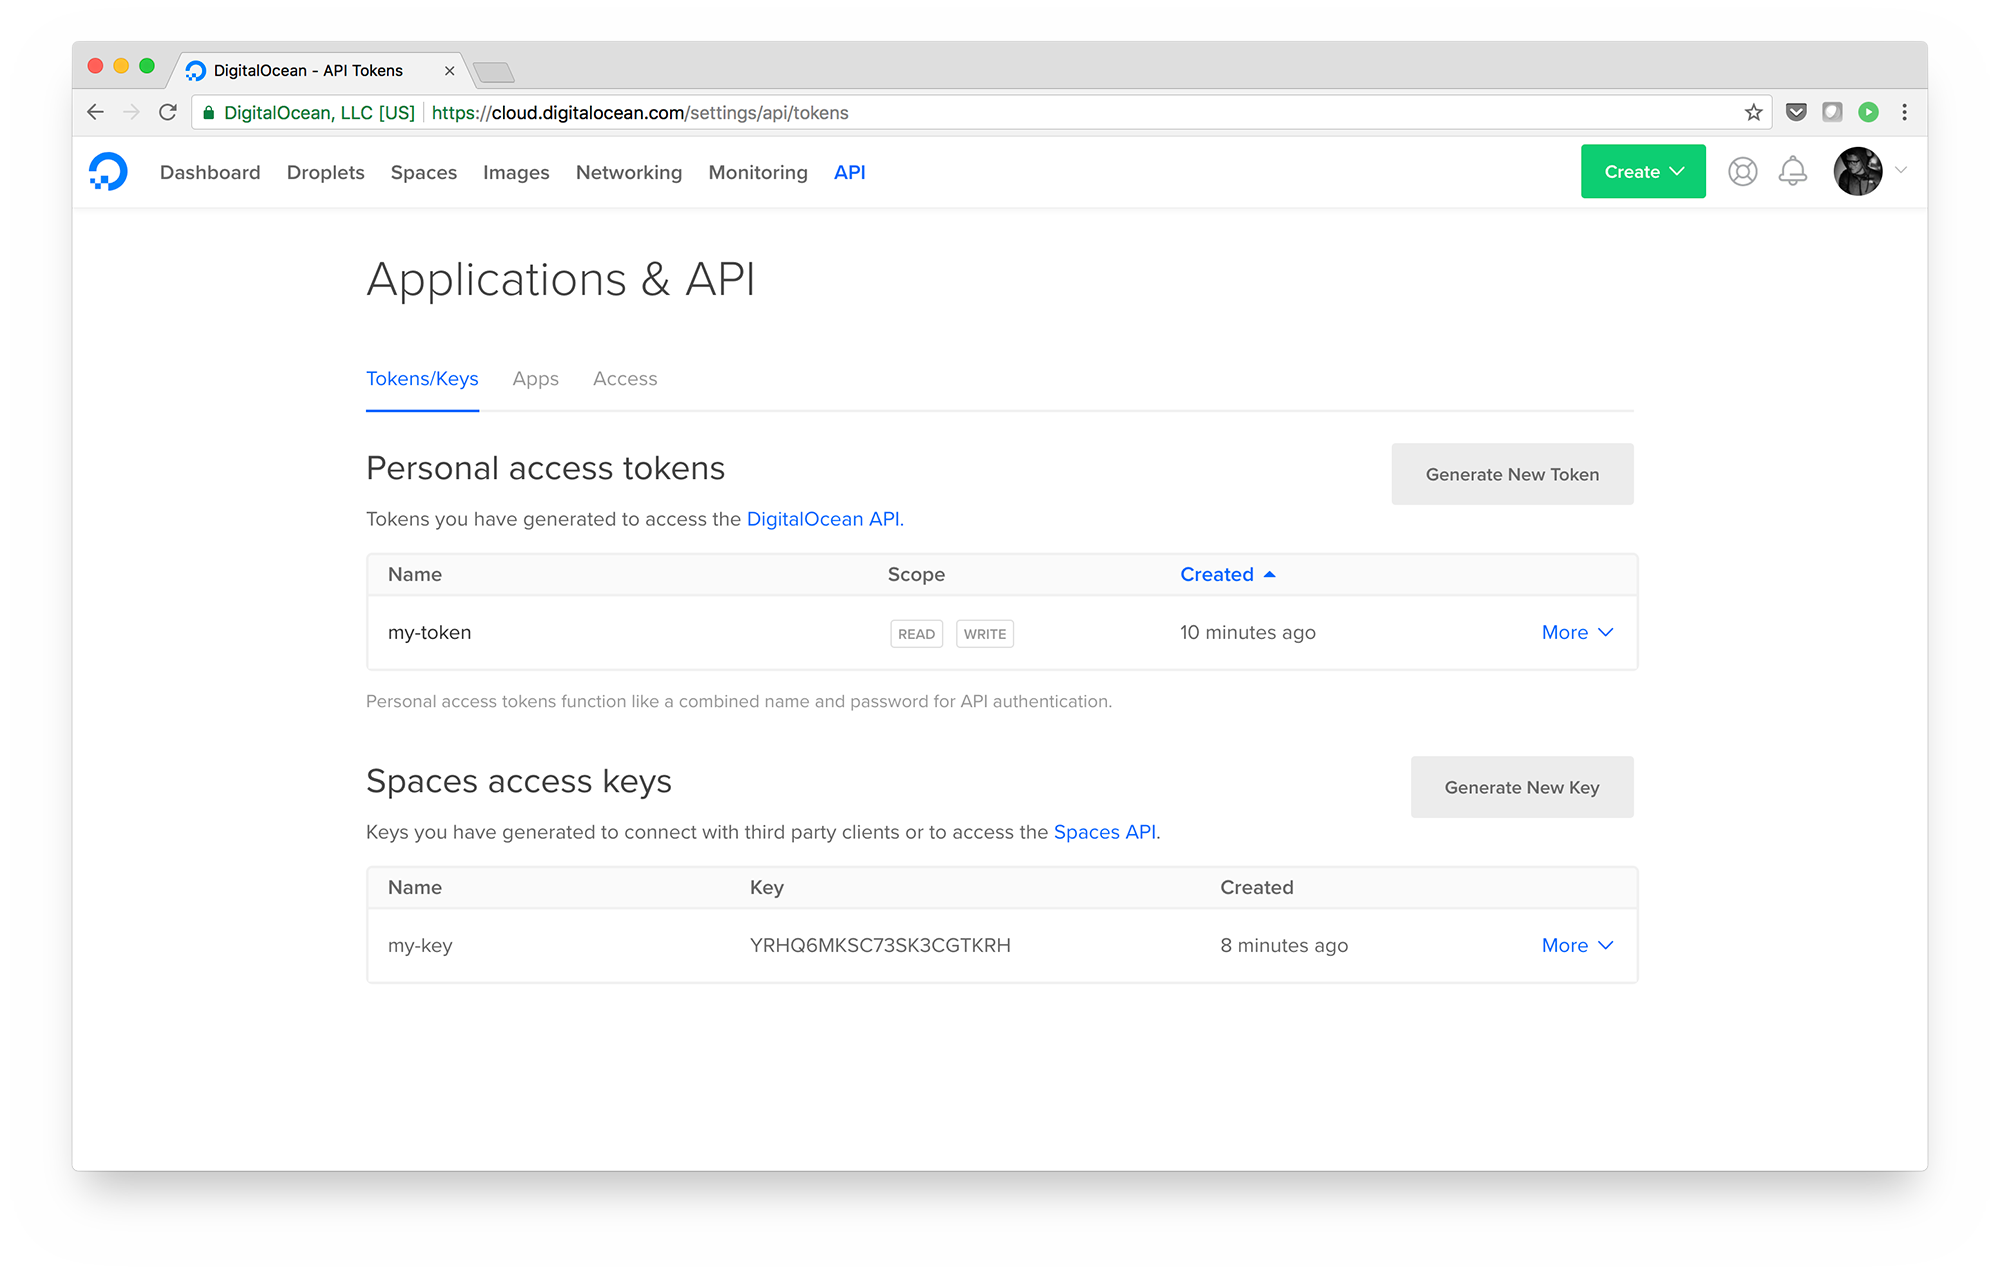 DigitalOcean - API Tokens
DigitalOcean, LLC [US] https://cloud.digitalocean.com/settings/api/tokens
Dashboard Droplets Spaces Images Networking Monitoring API Create
Applications & API
Tokens/Keys Apps Access
Personal access tokens Generate New Token
Tokens you have generated to access the DigitalOcean API.
Name Scope Created
my-token READ WRITE 10 minutes ago More
Personal access tokens function like a combined name and password for API authentication.
Spaces access keys Generate New Key
Keys you have generated to connect with third party clients or to access the Spaces API.
Name Key Created
my-key YRHQ6MKSC73SK3CGTKRH 8 minutes ago More